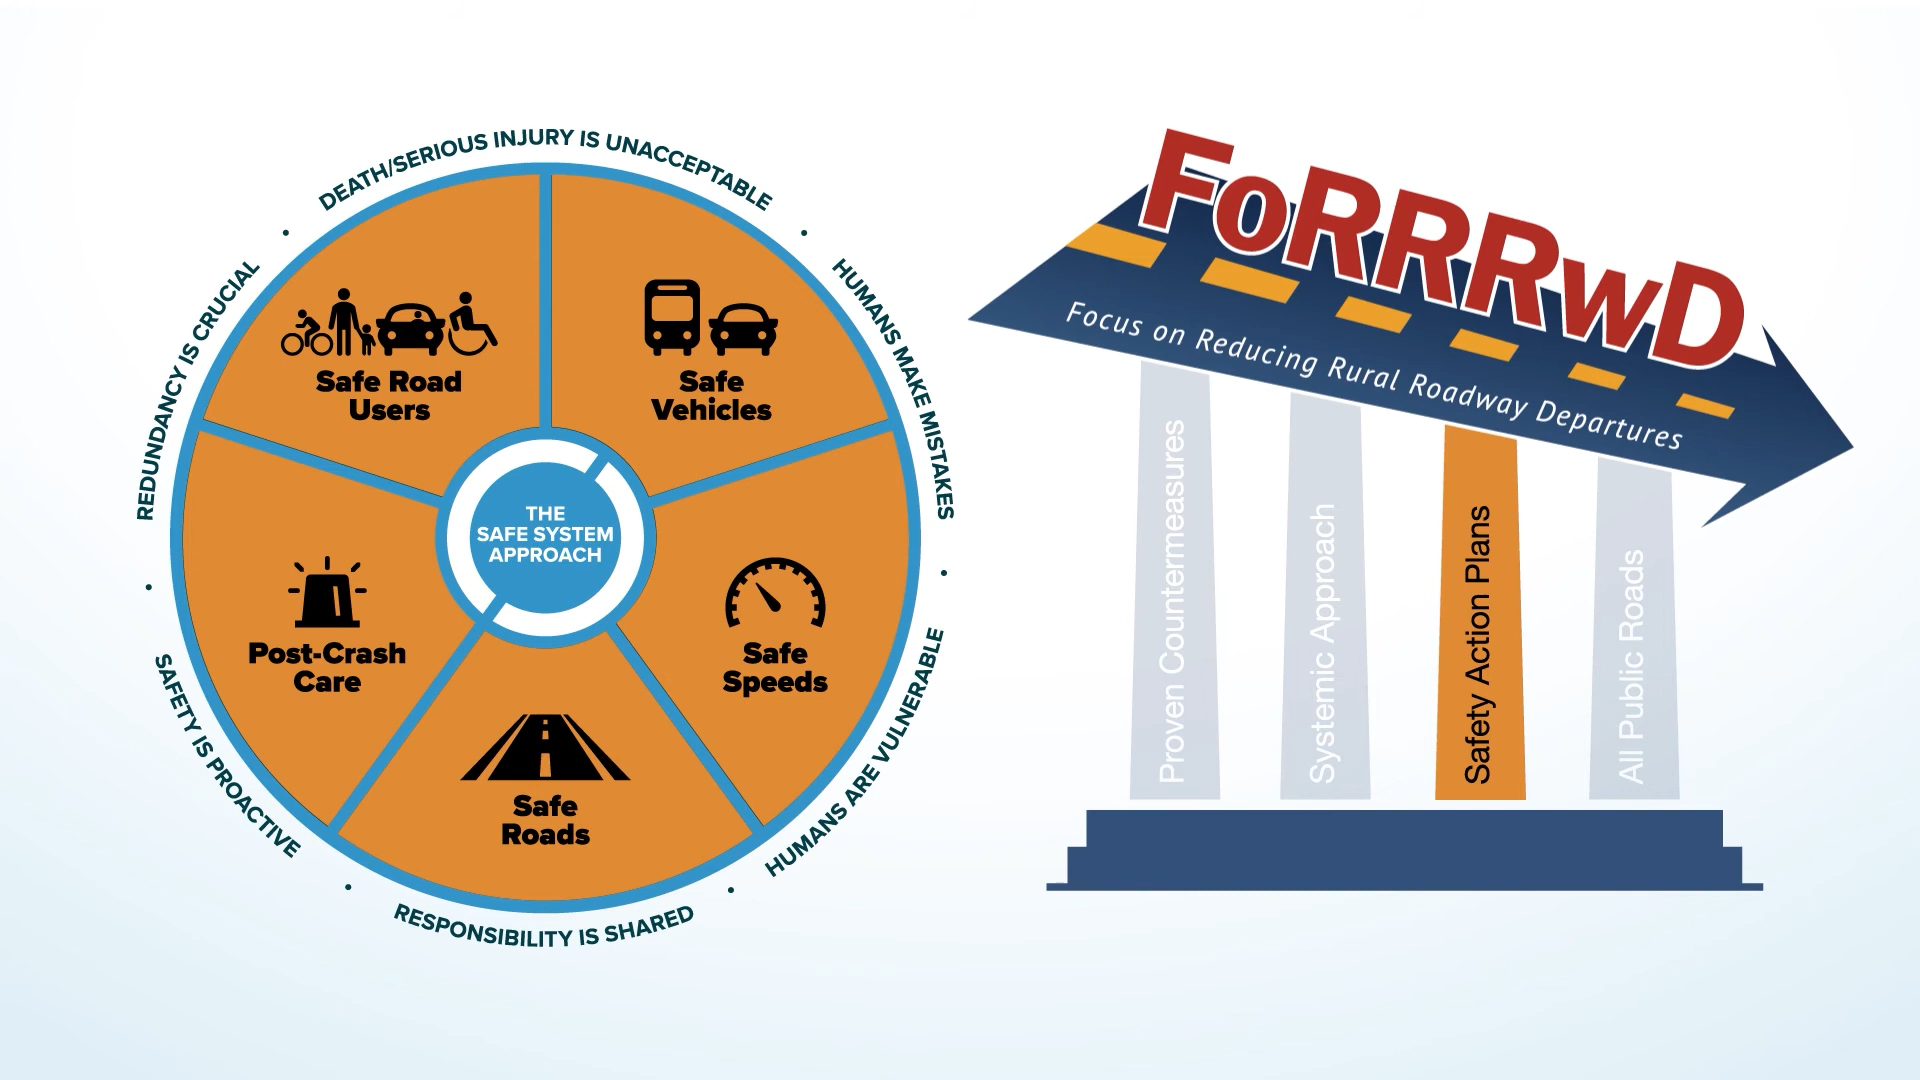 DEATH/SERIOUS INJURY IS UNACCEPTABLE
HUMANS MAKE MISTAKES
HUMANS ARE VULNERABLE
RESPONSIBILITY IS SHARED
SAFETY IS PROACTIVE
REDUNDANCY IS CRUCIAL
Safe Road
Users
Safe
Vehicles
Safe
Speeds
Safe
Roads
Post-Crash
Care
THE
SAFE SYSTEM
APPROACH
FoRRRwD
Focus on Reducing Rural Roadway Departures
Proven Countermeasures
Systemic Approach
Safety Action Plans
All Public Roads